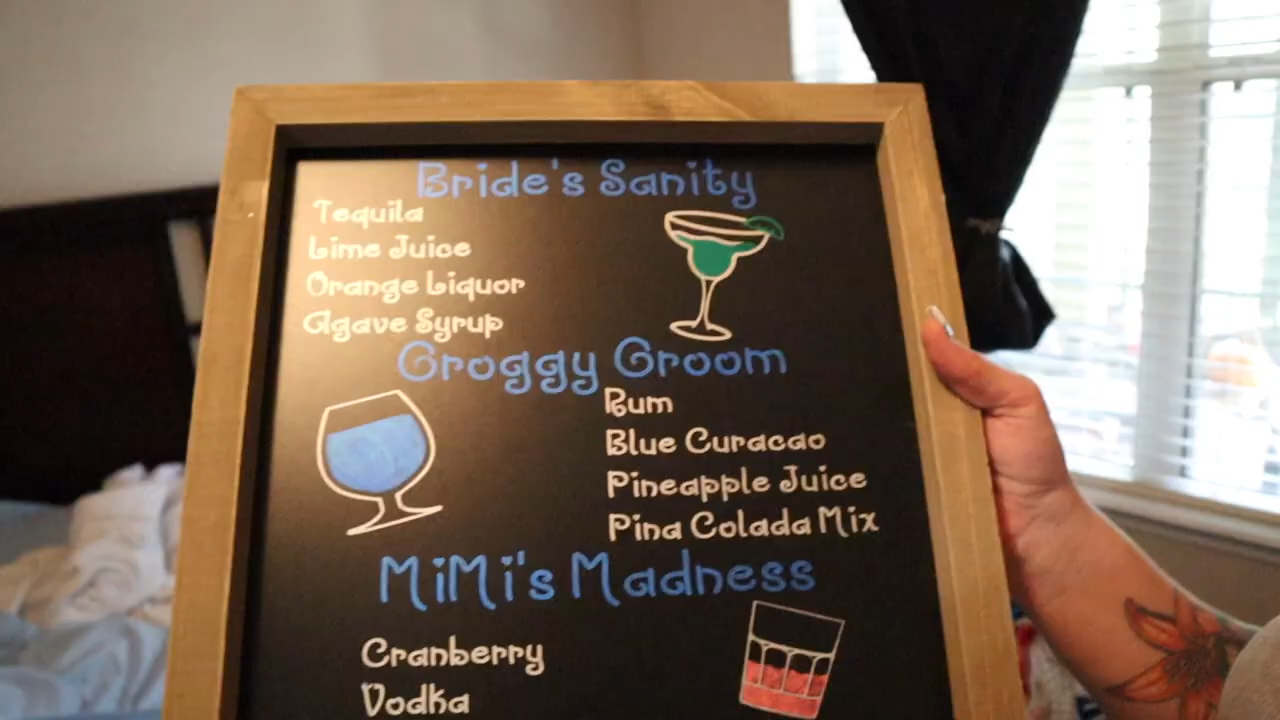 Bride's Sanity
Tequila
Lime Juice
Orange Liquor
Agave Syrup
Groggy Groom
Rum
Blue Curacao
Pineapple Juice
Pina Colada Mix
MiMi's Madness
Cranberry
Vodka